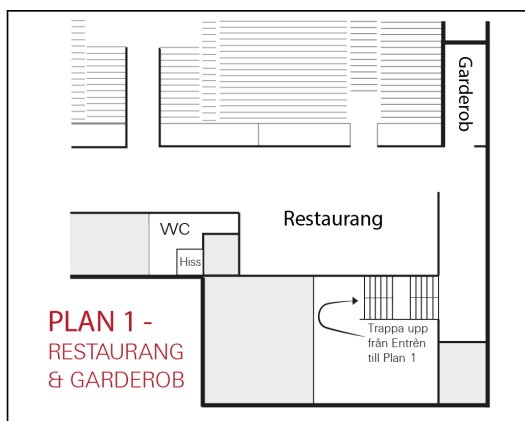 Garderob
Restaurang
WC
Hiss
PLAN 1 -
RESTAURANG
& GARDEROB
Trappa upp
från Entrèn
till Plan 1